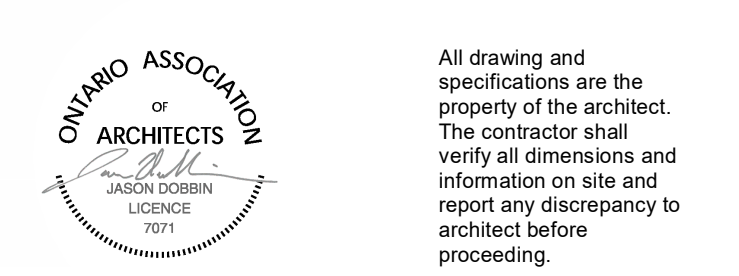 ONTARIO ASSOCIATION
OF
ARCHITECTS
JASON DOBBIN
LICENCE
7071
All drawing and
specifications are the
property of the architect.
The contractor shall
verify all dimensions and
information on site and
report any discrepancy to
architect before
proceeding.